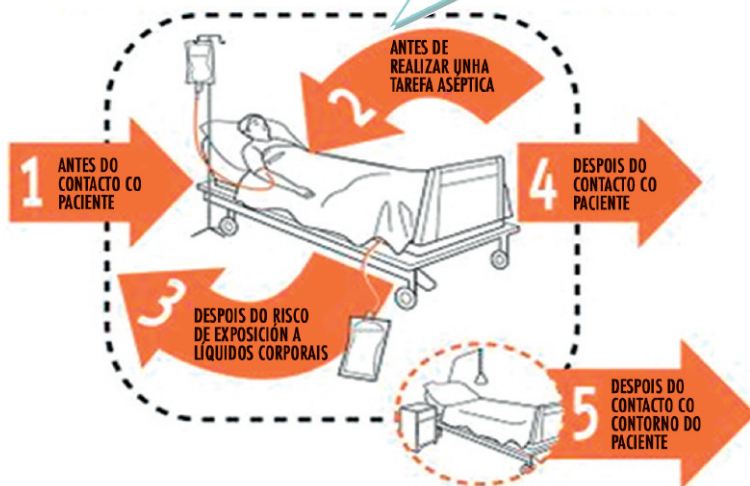 1
ANTES DO
CONTACTO CO
PACIENTE
2
ANTES DE
REALIZAR UNHA
TAREFA ASÉPTICA
3
DESPOIS DO RISCO
DE EXPOSICIÓN A
LÍQUIDOS CORPORAIS
4
DESPOIS DO
CONTACTO CO
PACIENTE
5
DESPOIS DO
CONTACTO CO
CONTORNO DO
PACIENTE